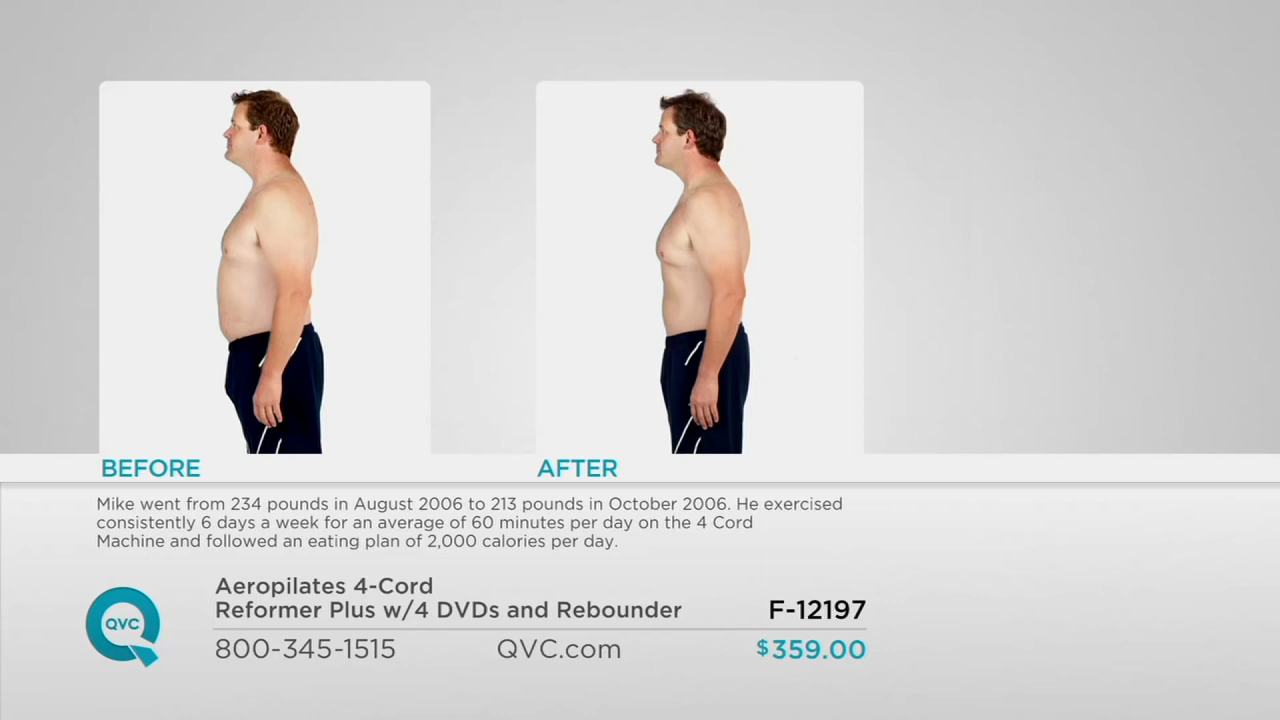 BEFORE
AFTER
Mike went from 234 pounds in August 2006 to 213 pounds in October 2006. He exercised
consistently 6 days a week for an average of 60 minutes per day on the 4 Cord
Machine and followed an eating plan of 2,000 calories per day.
QVC
Aeropilates 4-Cord
Reformer Plus w/4 DVDs and Rebounder F-12197
800-345-1515 QVC.com $359.00